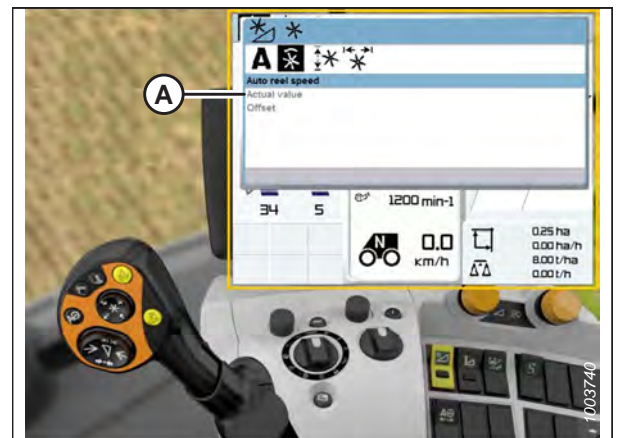 A
Auto reel speed
Actual value
Offset
A
34
5
1200 min-1
N
0.0
km/h
0.25 ha
0.00 ha/h
8.00 t/ha
0.00 t/h
1003740